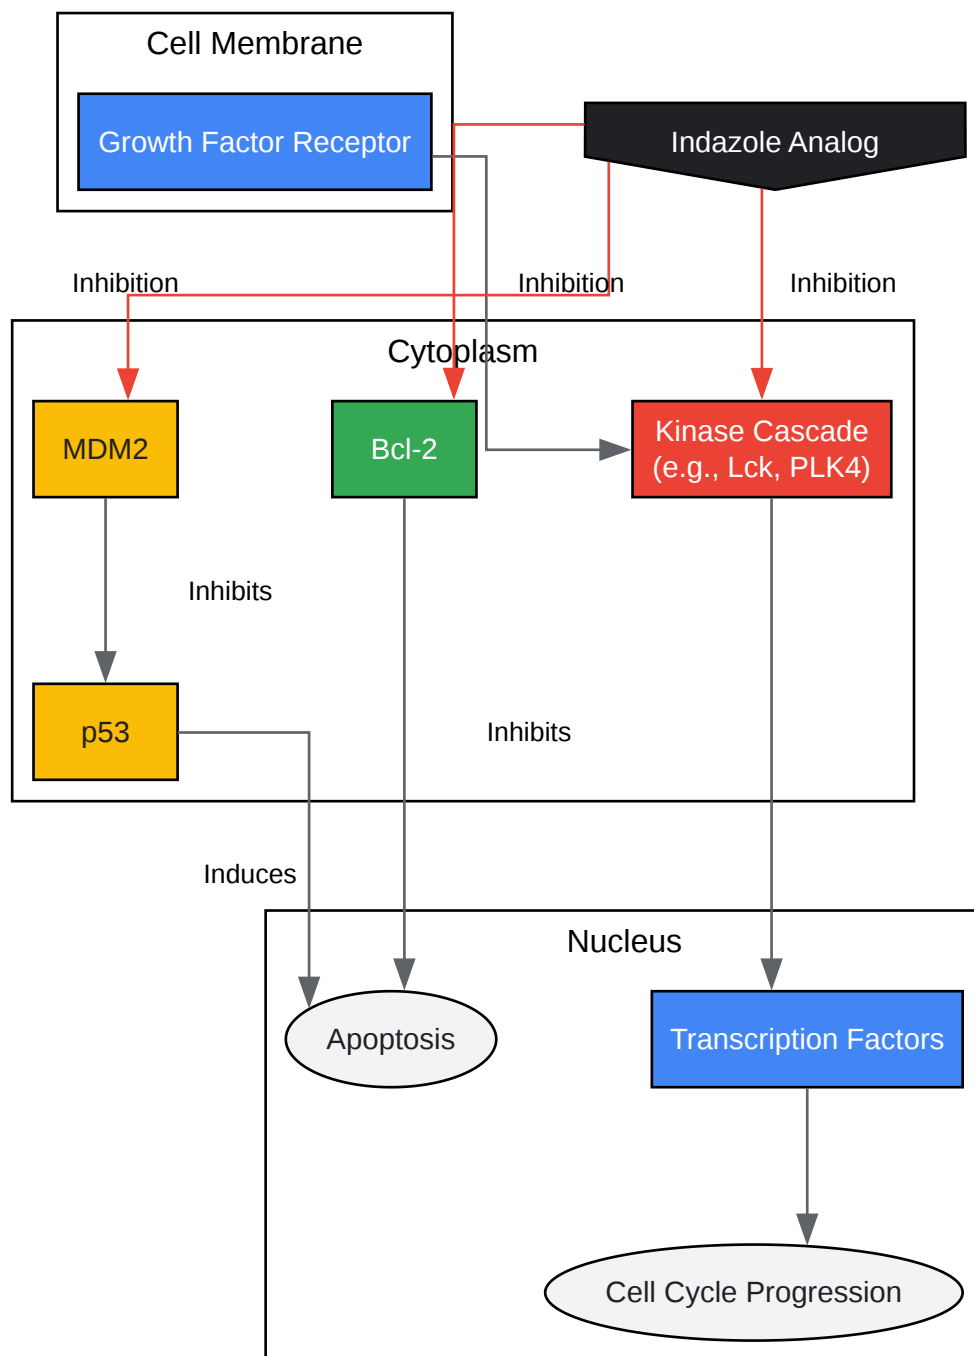 Cell Membrane
Growth Factor Receptor
Indazole Analog
Inhibition
Inhibition
Inhibition
Cytoplasm
MDM2
Bcl-2
Kinase Cascade
(e.g., Lck, PLK4)
Inhibits
p53
Inhibits
Induces
Nucleus
Apoptosis
Transcription Factors
Cell Cycle Progression